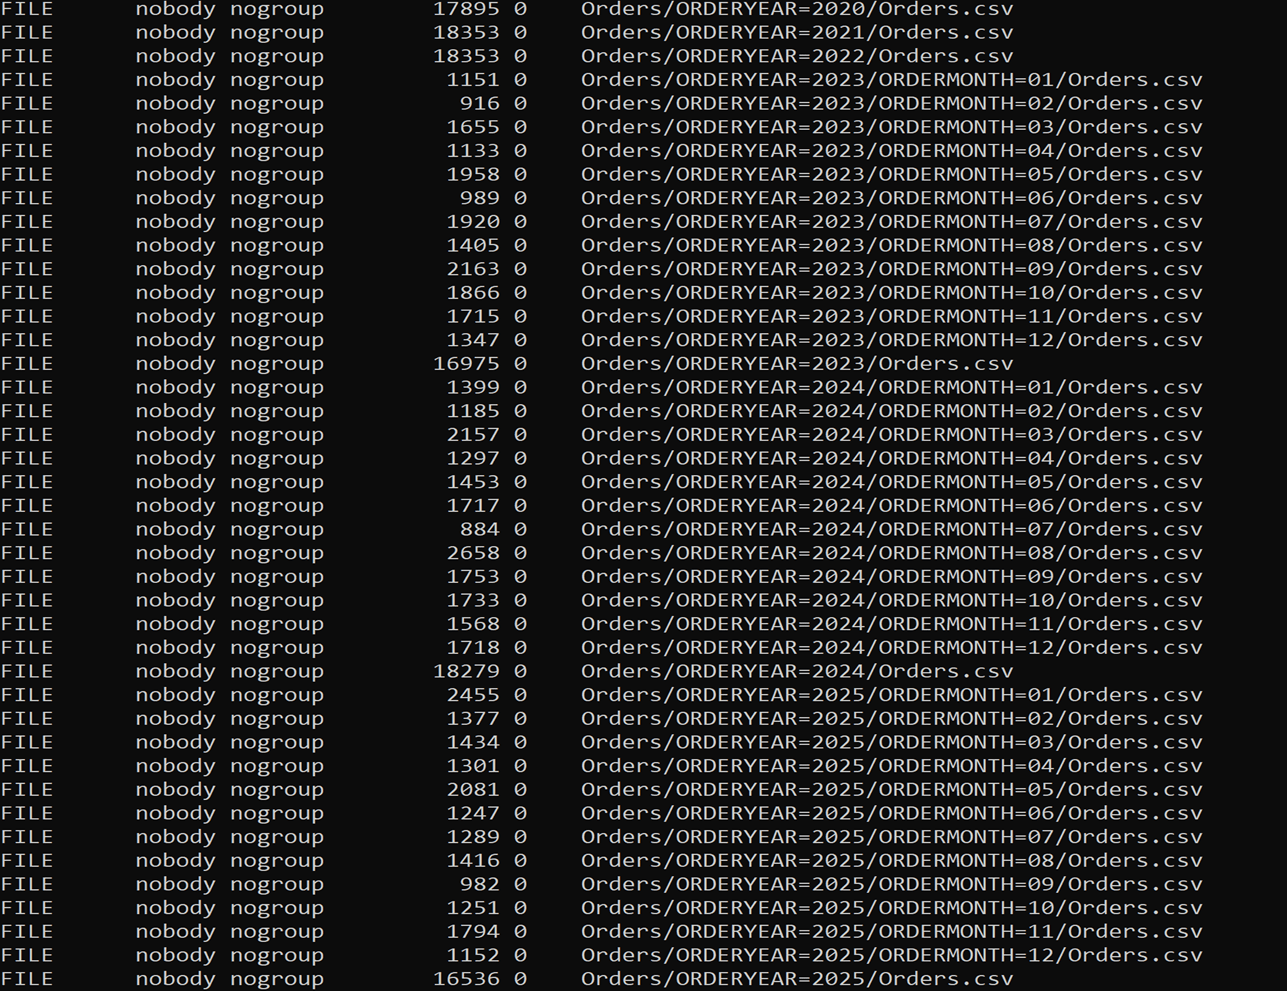 FILE nobody nogroup 17895 0 Orders/ORDERYEAR=2020/Orders.csv
FILE nobody nogroup 18353 0 Orders/ORDERYEAR=2021/Orders.csv
FILE nobody nogroup 18353 0 Orders/ORDERYEAR=2022/Orders.csv
FILE nobody nogroup 1151 0 Orders/ORDERYEAR=2023/ORDERMONTH=01/Orders.csv
FILE nobody nogroup 916 0 Orders/ORDERYEAR=2023/ORDERMONTH=02/Orders.csv
FILE nobody nogroup 1655 0 Orders/ORDERYEAR=2023/ORDERMONTH=03/Orders.csv
FILE nobody nogroup 1133 0 Orders/ORDERYEAR=2023/ORDERMONTH=04/Orders.csv
FILE nobody nogroup 1958 0 Orders/ORDERYEAR=2023/ORDERMONTH=05/Orders.csv
FILE nobody nogroup 989 0 Orders/ORDERYEAR=2023/ORDERMONTH=06/Orders.csv
FILE nobody nogroup 1920 0 Orders/ORDERYEAR=2023/ORDERMONTH=07/Orders.csv
FILE nobody nogroup 1405 0 Orders/ORDERYEAR=2023/ORDERMONTH=08/Orders.csv
FILE nobody nogroup 2163 0 Orders/ORDERYEAR=2023/ORDERMONTH=09/Orders.csv
FILE nobody nogroup 1866 0 Orders/ORDERYEAR=2023/ORDERMONTH=10/Orders.csv
FILE nobody nogroup 1715 0 Orders/ORDERYEAR=2023/ORDERMONTH=11/Orders.csv
FILE nobody nogroup 1347 0 Orders/ORDERYEAR=2023/ORDERMONTH=12/Orders.csv
FILE nobody nogroup 16975 0 Orders/ORDERYEAR=2023/Orders.csv
FILE nobody nogroup 1399 0 Orders/ORDERYEAR=2024/ORDERMONTH=01/Orders.csv
FILE nobody nogroup 1185 0 Orders/ORDERYEAR=2024/ORDERMONTH=02/Orders.csv
FILE nobody nogroup 2157 0 Orders/ORDERYEAR=2024/ORDERMONTH=03/Orders.csv
FILE nobody nogroup 1297 0 Orders/ORDERYEAR=2024/ORDERMONTH=04/Orders.csv
FILE nobody nogroup 1453 0 Orders/ORDERYEAR=2024/ORDERMONTH=05/Orders.csv
FILE nobody nogroup 1717 0 Orders/ORDERYEAR=2024/ORDERMONTH=06/Orders.csv
FILE nobody nogroup 884 0 Orders/ORDERYEAR=2024/ORDERMONTH=07/Orders.csv
FILE nobody nogroup 2658 0 Orders/ORDERYEAR=2024/ORDERMONTH=08/Orders.csv
FILE nobody nogroup 1753 0 Orders/ORDERYEAR=2024/ORDERMONTH=09/Orders.csv
FILE nobody nogroup 1733 0 Orders/ORDERYEAR=2024/ORDERMONTH=10/Orders.csv
FILE nobody nogroup 1568 0 Orders/ORDERYEAR=2024/ORDERMONTH=11/Orders.csv
FILE nobody nogroup 1718 0 Orders/ORDERYEAR=2024/ORDERMONTH=12/Orders.csv
FILE nobody nogroup 18279 0 Orders/ORDERYEAR=2024/Orders.csv
FILE nobody nogroup 2455 0 Orders/ORDERYEAR=2025/ORDERMONTH=01/Orders.csv
FILE nobody nogroup 1377 0 Orders/ORDERYEAR=2025/ORDERMONTH=02/Orders.csv
FILE nobody nogroup 1434 0 Orders/ORDERYEAR=2025/ORDERMONTH=03/Orders.csv
FILE nobody nogroup 1301 0 Orders/ORDERYEAR=2025/ORDERMONTH=04/Orders.csv
FILE nobody nogroup 2081 0 Orders/ORDERYEAR=2025/ORDERMONTH=05/Orders.csv
FILE nobody nogroup 1247 0 Orders/ORDERYEAR=2025/ORDERMONTH=06/Orders.csv
FILE nobody nogroup 1289 0 Orders/ORDERYEAR=2025/ORDERMONTH=07/Orders.csv
FILE nobody nogroup 1416 0 Orders/ORDERYEAR=2025/ORDERMONTH=08/Orders.csv
FILE nobody nogroup 982 0 Orders/ORDERYEAR=2025/ORDERMONTH=09/Orders.csv
FILE nobody nogroup 1251 0 Orders/ORDERYEAR=2025/ORDERMONTH=10/Orders.csv
FILE nobody nogroup 1794 0 Orders/ORDERYEAR=2025/ORDERMONTH=11/Orders.csv
FILE nobody nogroup 1152 0 Orders/ORDERYEAR=2025/ORDERMONTH=12/Orders.csv
FILE nobody nogroup 16536 0 Orders/ORDERYEAR=2025/Orders.csv